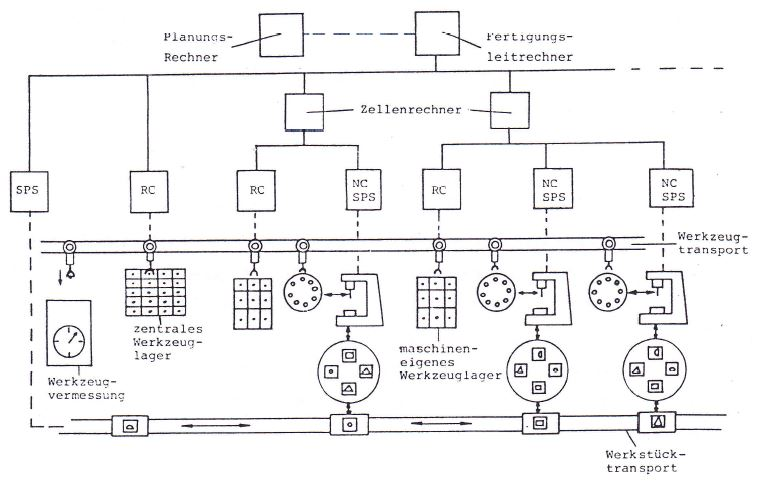 Planungs-
Rechner
Fertigungs-
leitrechner
Zellenrechner
SPS
RC
RC
NC
SPS
RC
NC
SPS
NC
SPS
Werkzeug-
transport
zentrales
Werkzeug-
lager
maschinen-
eigenes
Werkzeuglager
Werkzeug-
vermessung
Werkstück-
transport